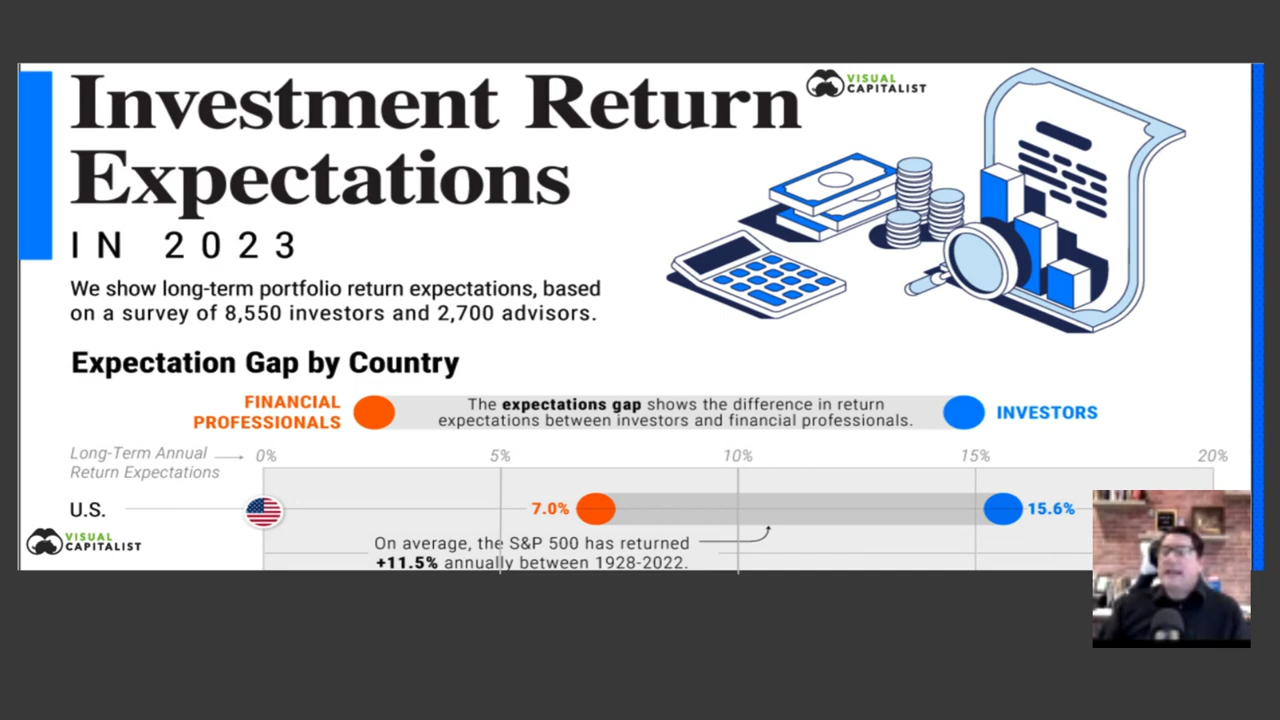 Investment Return
VISUAL
CAPITALIST
Expectations
IN 2023
We show long-term portfolio return expectations, based
on a survey of 8,550 investors and 2,700 advisors.
Expectation Gap by Country
FINANCIAL
PROFESSIONALS
The expectations gap shows the difference in return
expectations between investors and financial professionals.
INVESTORS
Long-Term Annual
Return Expectations
0% 5% 10% 15% 20%
U.S. 7.0% 15.6%
VISUAL
CAPITALIST
On average, the S&P 500 has returned
+11.5% annually between 1928-2022.